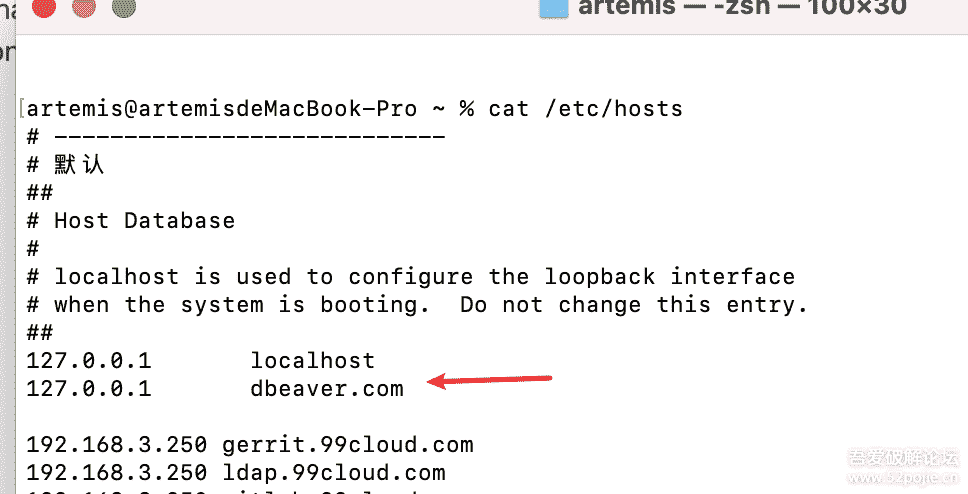 artemis — -zsh — 100×30
[artemis@artemisdeMacBook-Pro ~ % cat /etc/hosts
# ----------------------------
# 默认
##
# Host Database
#
# localhost is used to configure the loopback interface
# when the system is booting.  Do not change this entry.
##
127.0.0.1       localhost
127.0.0.1       dbeaver.com
192.168.3.250 gerrit.99cloud.com
192.168.3.250 ldap.99cloud.com
吾爱破解论坛
www.52pojie.cn